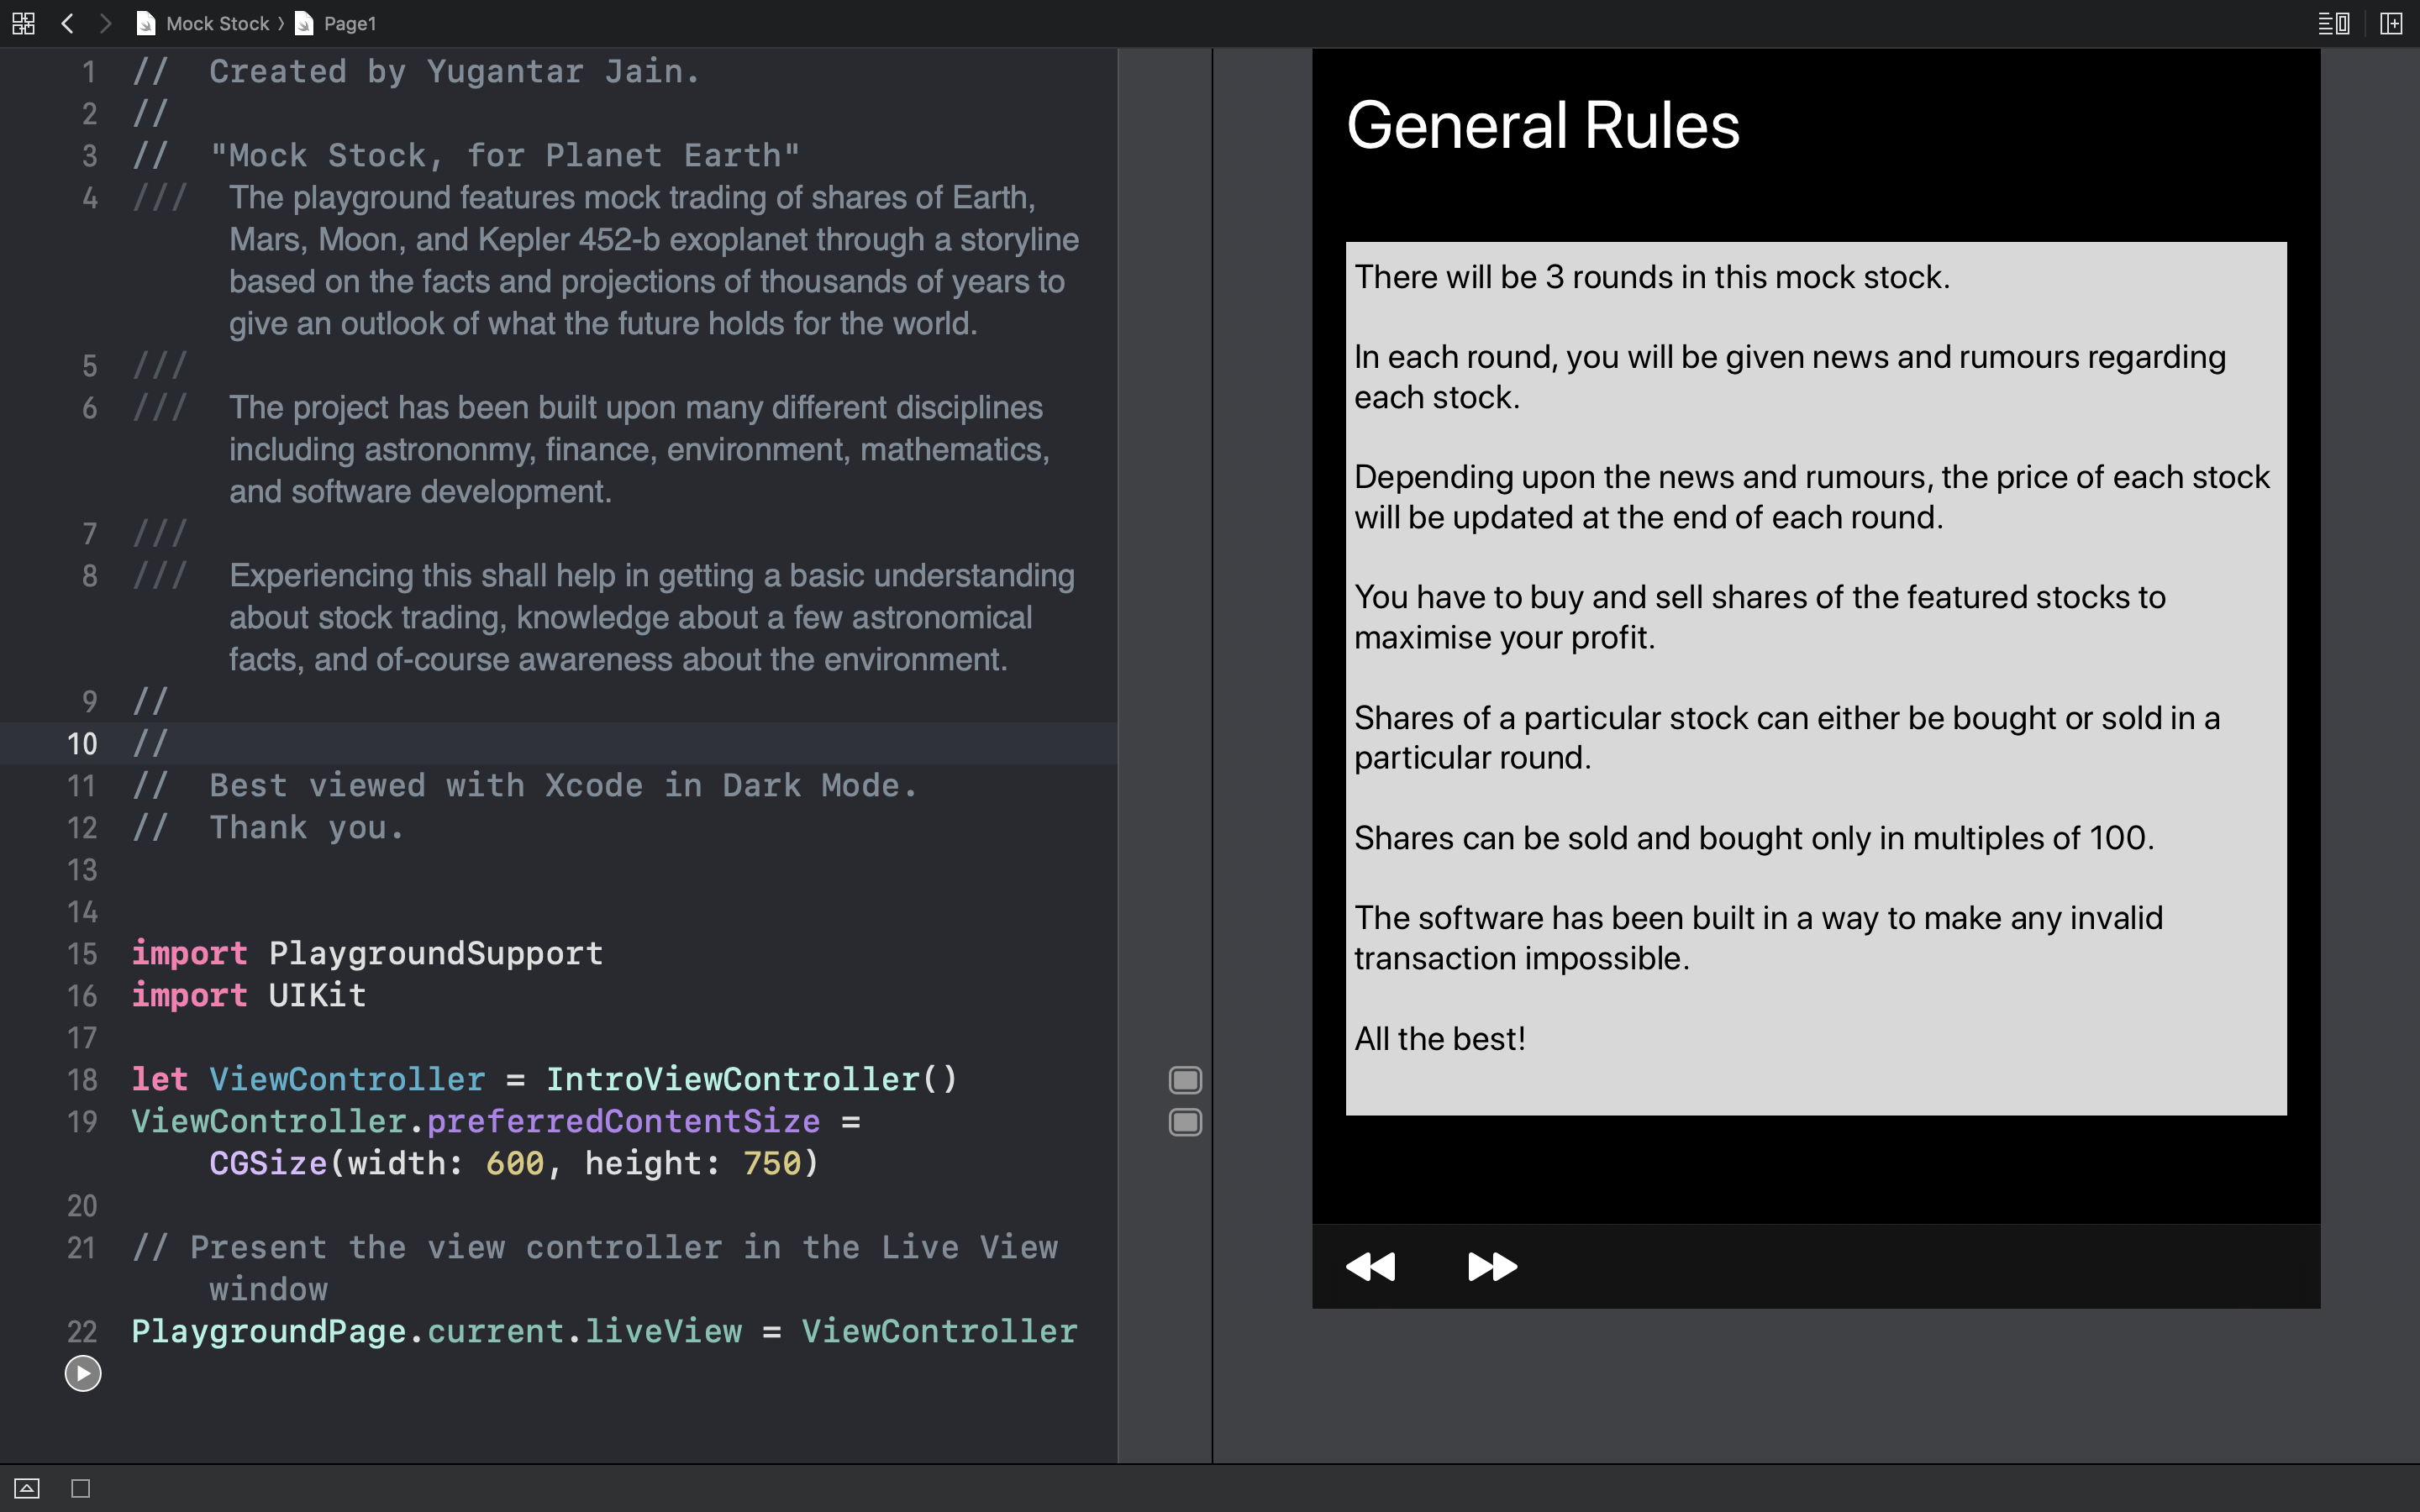 Mock Stock 〉 Page1
1 //  Created by Yugantar Jain.
2 //
3 //  "Mock Stock, for Planet Earth"
4 ///  The playground features mock trading of shares of Earth,
Mars, Moon, and Kepler 452-b exoplanet through a storyline
based on the facts and projections of thousands of years to
give an outlook of what the future holds for the world.
5 ///
6 ///  The project has been built upon many different disciplines
including astrononmy, finance, environment, mathematics,
and software development.
7 ///
8 ///  Experiencing this shall help in getting a basic understanding
about stock trading, knowledge about a few astronomical
facts, and of-course awareness about the environment.
9 //
10 //
11 //  Best viewed with Xcode in Dark Mode.
12 //  Thank you.
13
14
15 import PlaygroundSupport
16 import UIKit
17
18 let ViewController = IntroViewController()
19 ViewController.preferredContentSize =
CGSize(width: 600, height: 750)
20
21 // Present the view controller in the Live View
window
22 PlaygroundPage.current.liveView = ViewController
General Rules
There will be 3 rounds in this mock stock.
In each round, you will be given news and rumours regarding
each stock.
Depending upon the news and rumours, the price of each stock
will be updated at the end of each round.
You have to buy and sell shares of the featured stocks to
maximise your profit.
Shares of a particular stock can either be bought or sold in a
particular round.
Shares can be sold and bought only in multiples of 100.
The software has been built in a way to make any invalid
transaction impossible.
All the best!